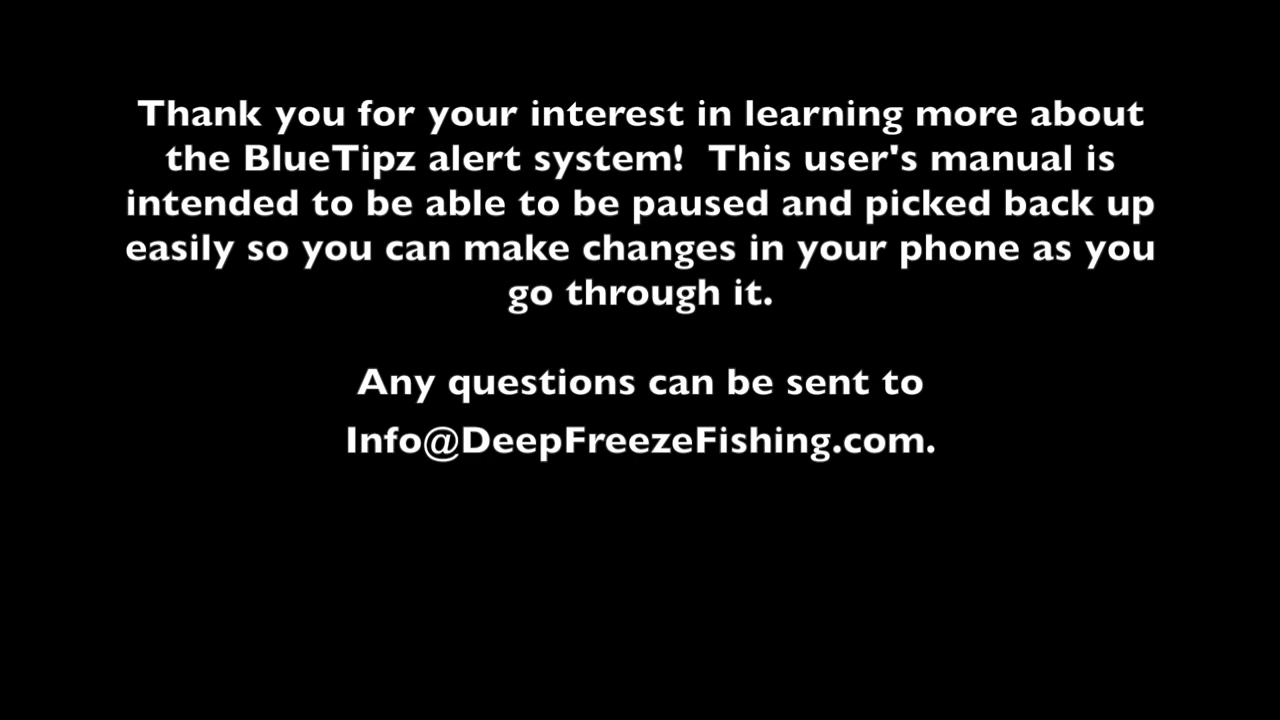 Thank you for your interest in learning more about
the BlueTipz alert system!  This user's manual is
intended to be able to be paused and picked back up
easily so you can make changes in your phone as you
go through it.
Any questions can be sent to
Info@DeepFreezeFishing.com.